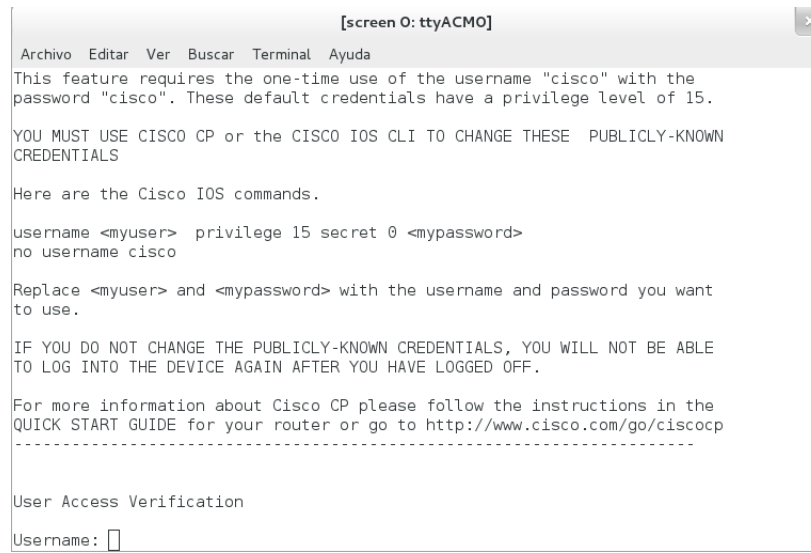 [screen 0: ttyACM0]
Archivo Editar Ver Buscar Terminal Ayuda
This feature requires the one-time use of the username "cisco" with the
password "cisco". These default credentials have a privilege level of 15.
YOU MUST USE CISCO CP or the CISCO IOS CLI TO CHANGE THESE  PUBLICLY-KNOWN
CREDENTIALS
Here are the Cisco IOS commands.
username <myuser>  privilege 15 secret 0 <mypassword>
no username cisco
Replace <myuser> and <mypassword> with the username and password you want
to use.
IF YOU DO NOT CHANGE THE PUBLICLY-KNOWN CREDENTIALS, YOU WILL NOT BE ABLE
TO LOG INTO THE DEVICE AGAIN AFTER YOU HAVE LOGGED OFF.
For more information about Cisco CP please follow the instructions in the
QUICK START GUIDE for your router or go to http://www.cisco.com/go/ciscocp
-----------------------------------------------------------------------
User Access Verification
Username: